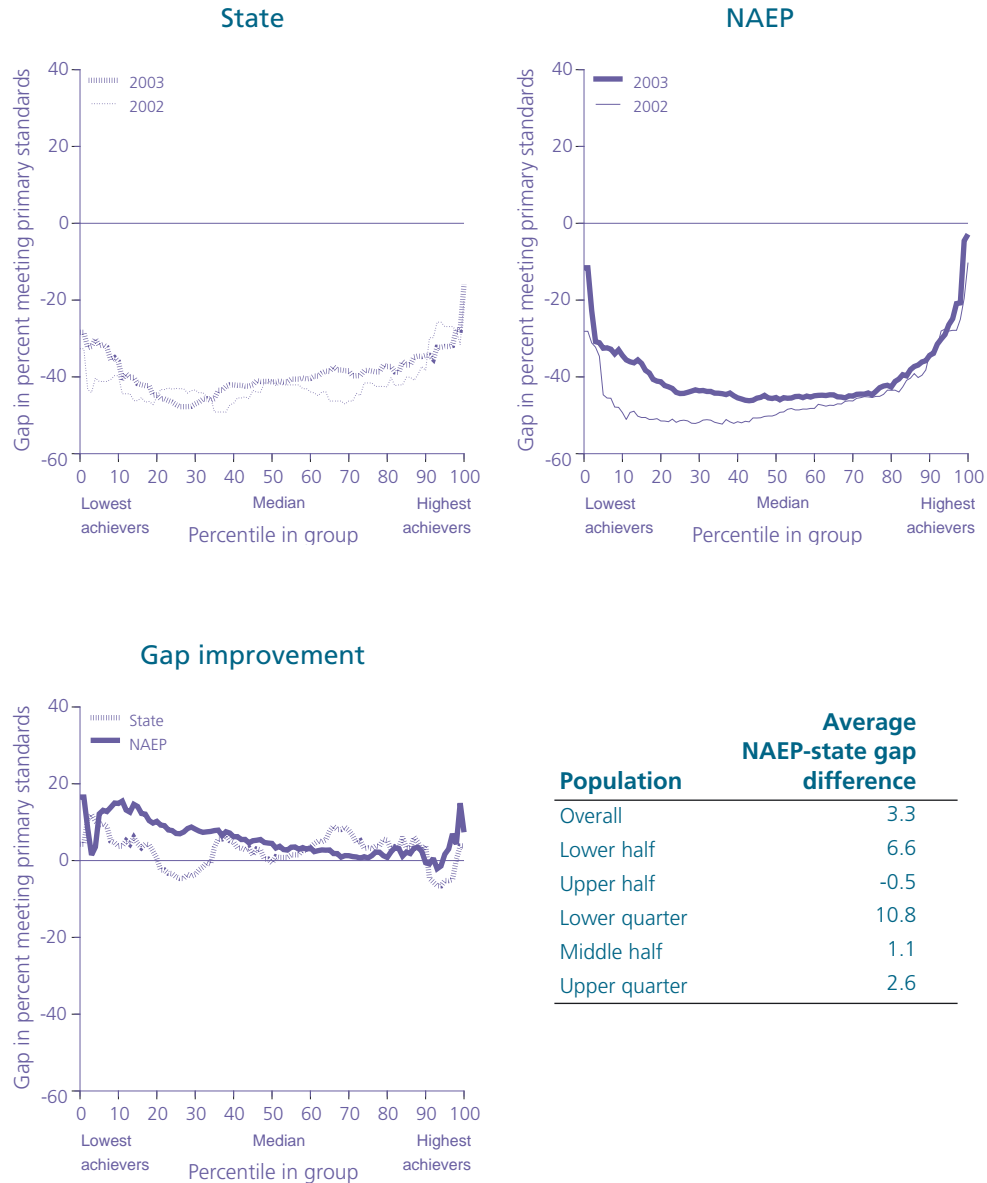 State
Gap in percent meeting primary standards
40
20
0
-20
-40
-60
2003
2002
0 10 20 30 40 50 60 70 80 90 100
Lowest achievers
Median
Highest achievers
Percentile in group
NAEP
Gap in percent meeting primary standards
40
20
0
-20
-40
-60
2003
2002
0 10 20 30 40 50 60 70 80 90 100
Lowest achievers
Median
Highest achievers
Percentile in group
Gap improvement
Gap in percent meeting primary standards
40
20
0
-20
-40
-60
State
NAEP
0 10 20 30 40 50 60 70 80 90 100
Lowest achievers
Median
Highest achievers
Percentile in group
Average
NAEP-state gap
Population difference
Overall 3.3
Lower half 6.6
Upper half -0.5
Lower quarter 10.8
Middle half 1.1
Upper quarter 2.6